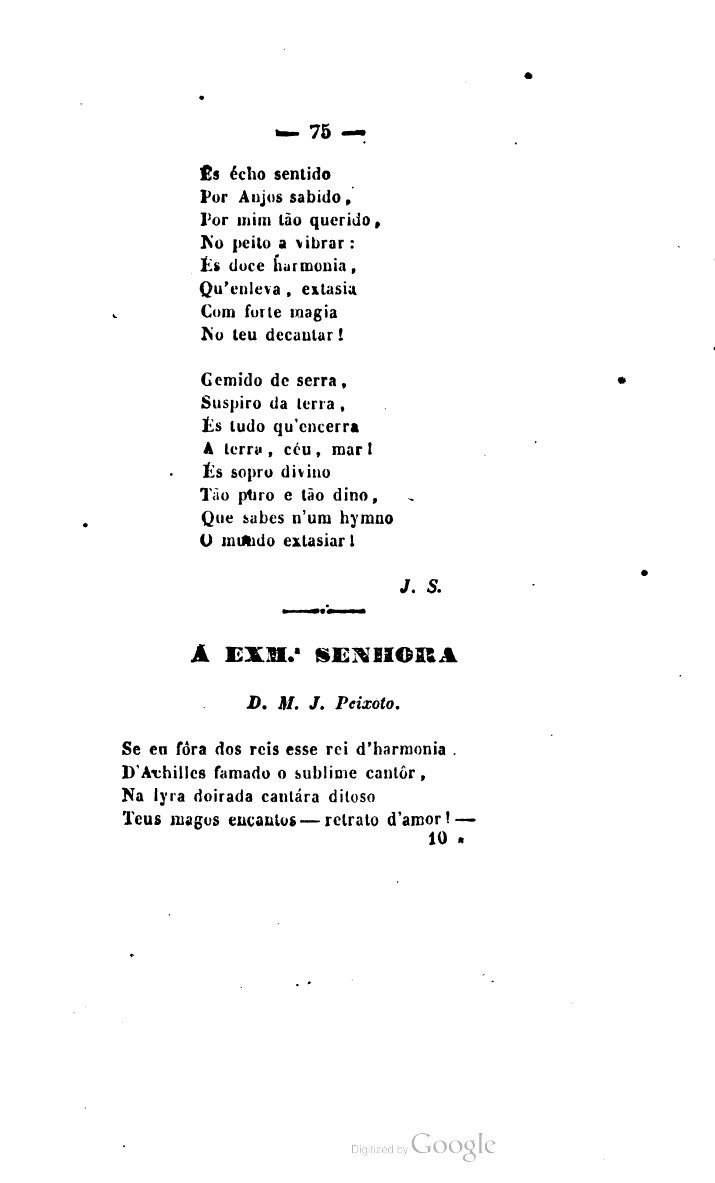 — 75 —
És écho sentido
Por Anjos sabido,
Por mim tão querido,
No peito a vibrar:
És doce harmonia,
Qu'enleva, extasia
Com forte magia
No teu decantar!
Gemido de serra,
Suspiro da terra,
És tudo qu'encerra
A terra, céu, mar!
És sopro divino
Tão puro e tão dino,
Que sabes n'um hymno
O mundo extasiar!
J. S.
Á EXM.ª SENHORA
D. M. J. Peixoto.
Se eu fôra dos reis esse rei d'harmonia
D'Achilles famado o sublime cantôr,
Na lyra doirada cantára ditoso
Teus magos encantos — retrato d'amor! —
10 *
Digitized by Google